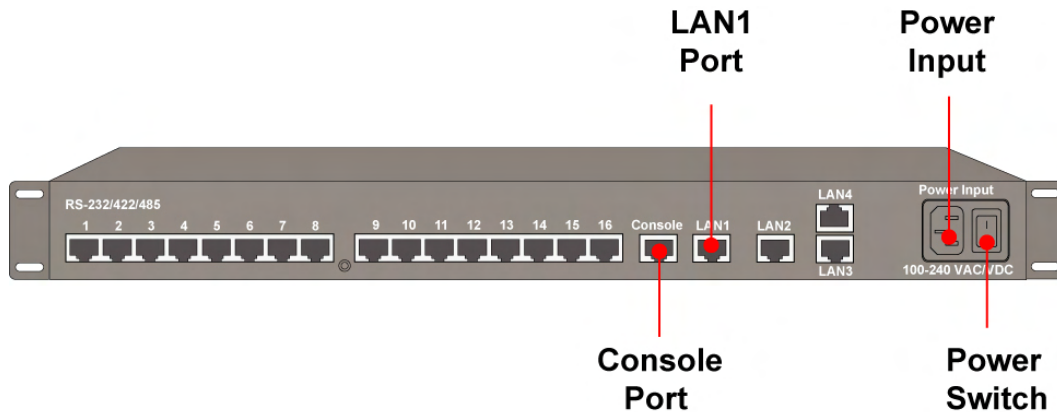 LAN1
Port
Power
Input
RS-232/422/485
1 2 3 4 5 6 7 8 9 10 11 12 13 14 15 16 Console LAN1 LAN2
LAN4
LAN3
Power Input
100-240 VAC/VDC
Console
Port
Power
Switch